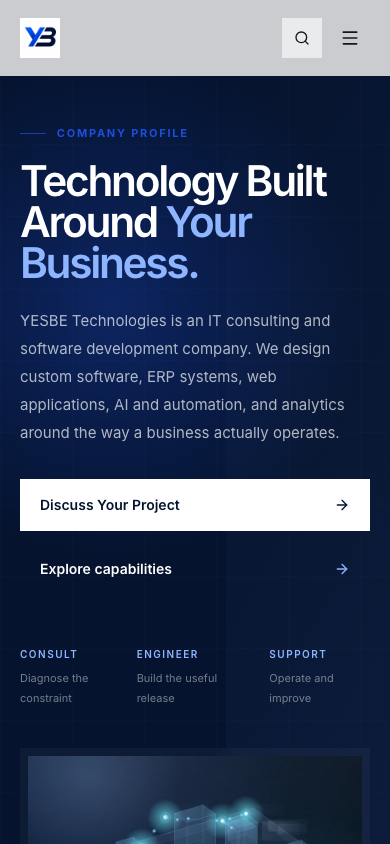 YB
COMPANY PROFILE
Technology Built
Around Your
Business.
YESBE Technologies is an IT consulting and
software development company. We design
custom software, ERP systems, web
applications, AI and automation, and analytics
around the way a business actually operates.
Discuss Your Project
Explore capabilities
CONSULT
Diagnose the
constraint
ENGINEER
Build the useful
release
SUPPORT
Operate and
improve